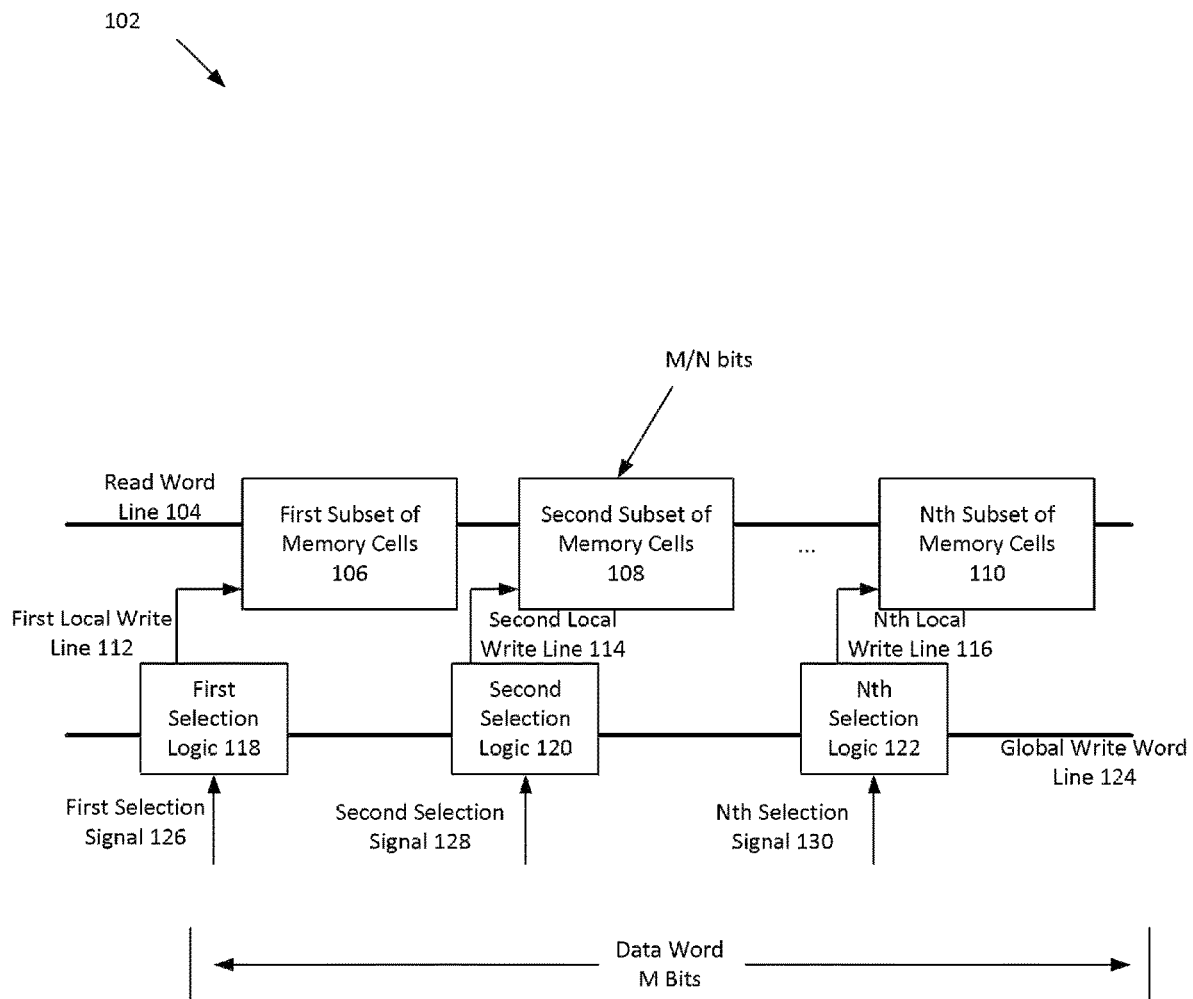 102
M/N bits
Read Word
Line 104
First Subset of
Memory Cells
106
Second Subset of
Memory Cells
108
...
Nth Subset of
Memory Cells
110
First Local Write
Line 112
Second Local
Write Line 114
Nth Local
Write Line 116
First
Selection
Logic 118
Second
Selection
Logic 120
Nth
Selection
Logic 122
Global Write Word
Line 124
First Selection
Signal 126
Second Selection
Signal 128
Nth Selection
Signal 130
Data Word
M Bits